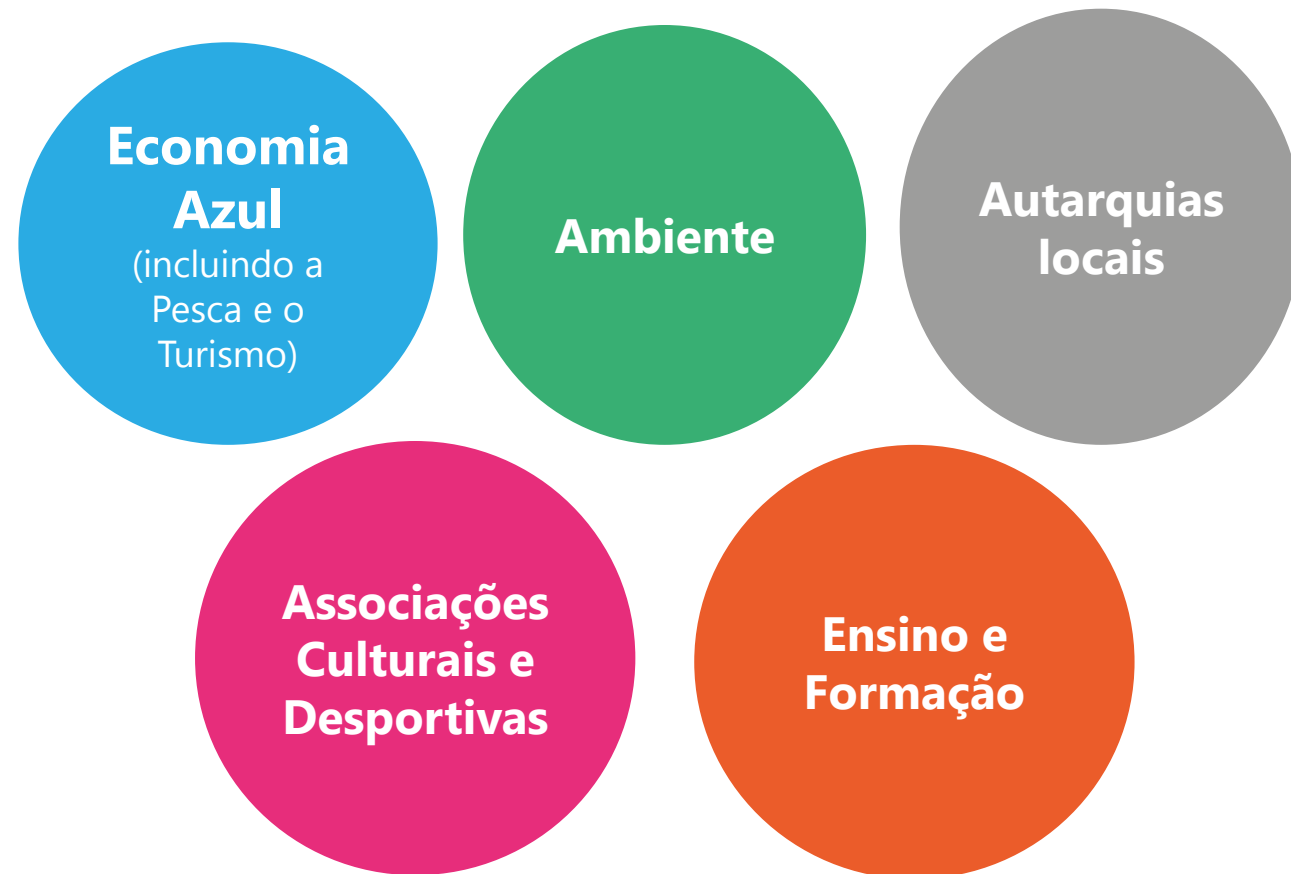 Economia
Azul
(incluindo a
Pesca e o
Turismo)
Ambiente
Autarquias
locais
Associações
Culturais e
Desportivas
Ensino e
Formação